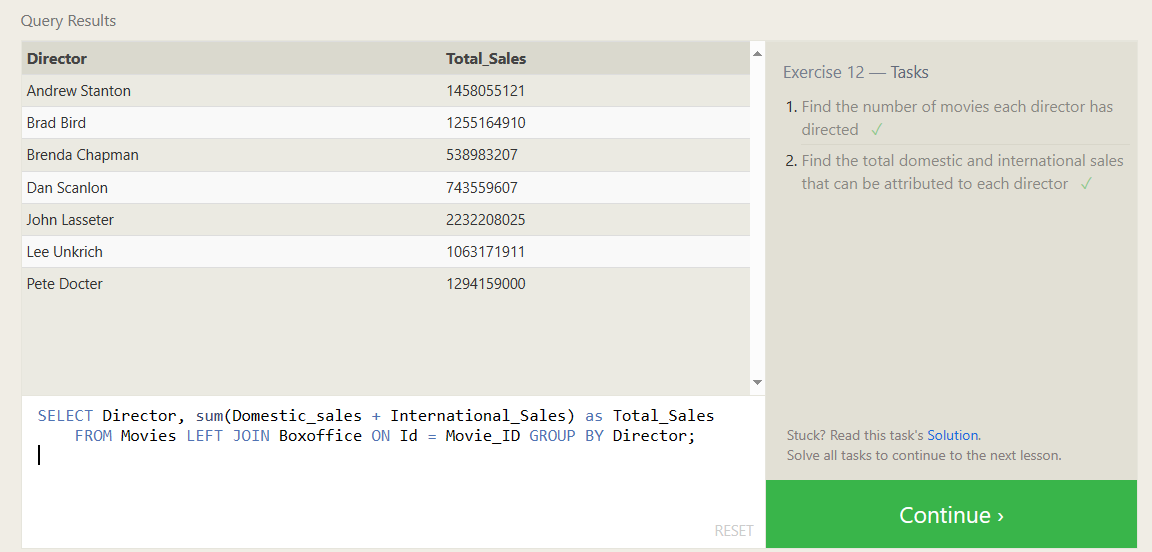 Query Results
Director Total_Sales
Andrew Stanton 1458055121
Brad Bird 1255164910
Brenda Chapman 538983207
Dan Scanlon 743559607
John Lasseter 2232208025
Lee Unkrich 1063171911
Pete Docter 1294159000
SELECT Director, sum(Domestic_sales + International_Sales) as Total_Sales
FROM Movies LEFT JOIN Boxoffice ON Id = Movie_ID GROUP BY Director;
RESET
Exercise 12 — Tasks
1. Find the number of movies each director has
directed ✓
2. Find the total domestic and international sales
that can be attributed to each director ✓
Stuck? Read this task's Solution.
Solve all tasks to continue to the next lesson.
Continue ›